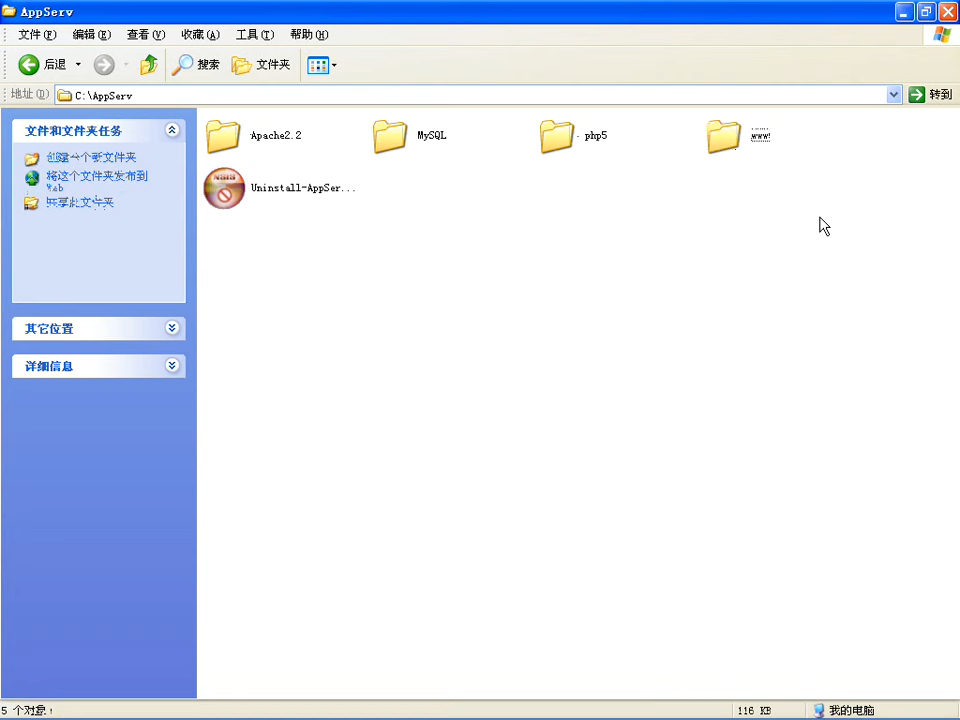 AppServ
文件(F) 编辑(E) 查看(V) 收藏(A) 工具(T) 帮助(H)
后退 搜索 文件夹
地址(D) C:\AppServ 转到
文件和文件夹任务
创建一个新文件夹
将这个文件夹发布到
Web
共享此文件夹
其它位置
详细信息
Apache2.2 MySQL php5 www
Uninstall-AppSer...
5 个对象 116 KB 我的电脑